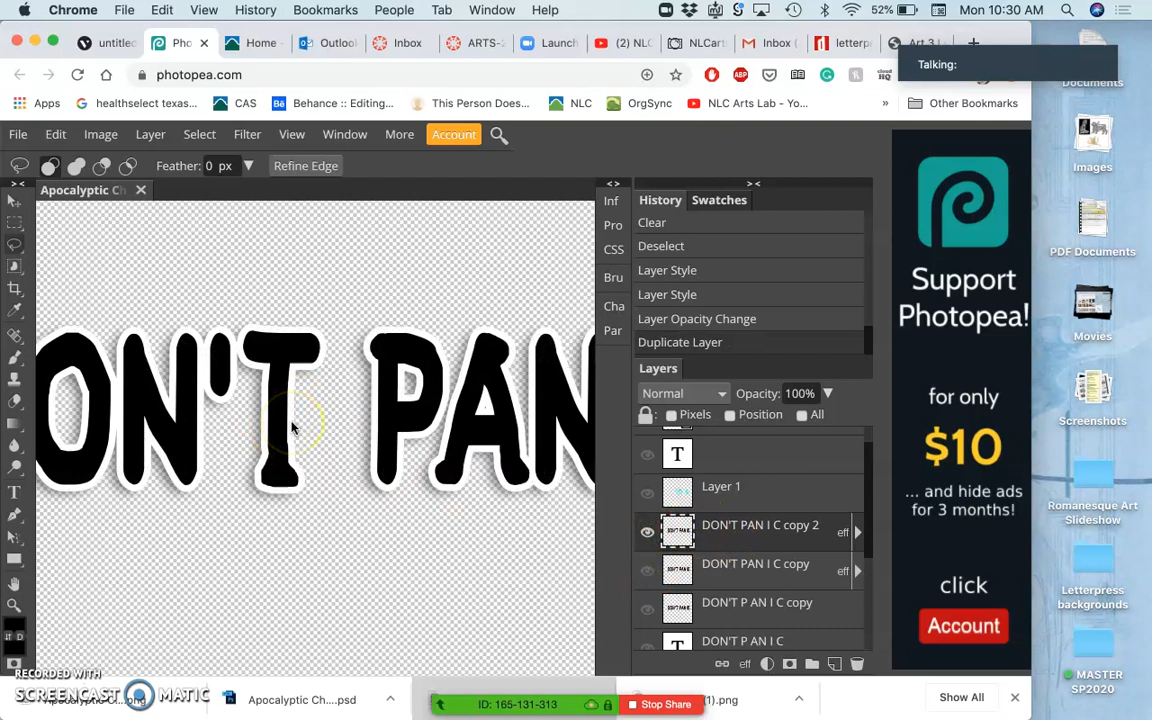 Chrome File Edit View History Bookmarks People Tab Window Help 52% Mon 10:30 AM
untitled Pho Home - Outlook Inbox ARTS- Launch (2) NLC NLCart Inbox ( letterp Art 3 L
photopea.com
Talking:
Apps healthselect texas... CAS Behance :: Editing... This Person Does... NLC OrgSync NLC Arts Lab - Yo... » Other Bookmarks
Documents
File Edit Image Layer Select Filter View Window More Account
Images
Feather: 0 px Refine Edge
Apocalyptic Ch
Inf
Pro
CSS
Bru
Cha
Par
History Swatches
Clear
Deselect
Layer Style
Layer Style
Layer Opacity Change
Duplicate Layer
Layers
Normal Opacity: 100%
Pixels Position All
T
Layer 1
DON'T PAN I C copy 2 eff
DON'T PAN I C copy eff
DON'T P AN I C copy
DON'T P AN I C
T
eff
ON'T PAN
Support
Photopea!
for only
$10
... and hide ads
for 3 months!
click
Account
PDF Documents
Movies
Screenshots
Romanesque Art
Slideshow
Letterpress
backgrounds
MASTER
SP2020
RECORDED WITH
SCREENCAST MATIC
Apocalyptic Ch....psd
ID: 165-131-313 Stop Share
(1).png
Show All